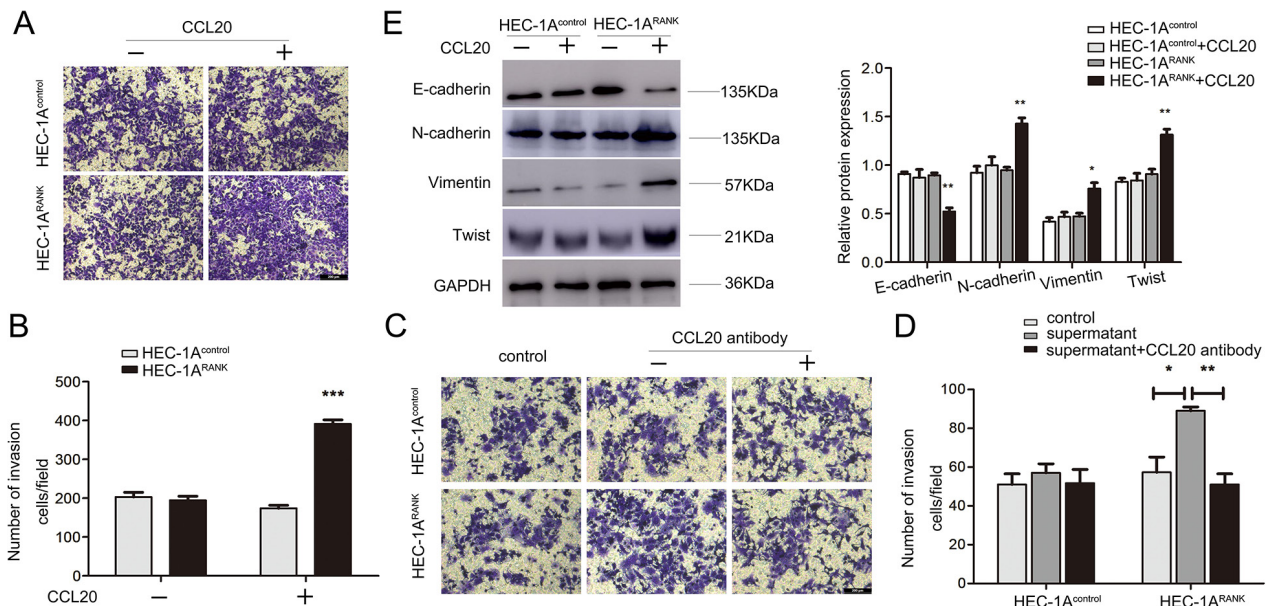 A
CCL20
− +
HEC-1Acontrol
HEC-1ARANK
B
HEC-1Acontrol
HEC-1ARANK
500
400
300
200
100
0
Number of invasion
cells/field
***
CCL20 − +
E
HEC-1Acontrol HEC-1ARANK
CCL20 − + − +
E-cadherin 135KDa
N-cadherin 135KDa
Vimentin 57KDa
Twist 21KDa
GAPDH 36KDa
HEC-1Acontrol
HEC-1Acontrol+CCL20
HEC-1ARANK
HEC-1ARANK+CCL20
2.0
1.5
1.0
0.5
0.0
Relative protein expression
** ** * **
E-cadherin N-cadherin Vimentin Twist
C
CCL20 antibody
control − +
HEC-1Acontrol
HEC-1ARANK
D
control
supermatant
supermatant+CCL20 antibody
100
80
60
40
20
0
Number of invasion
cells/field
* **
HEC-1Acontrol HEC-1ARANK